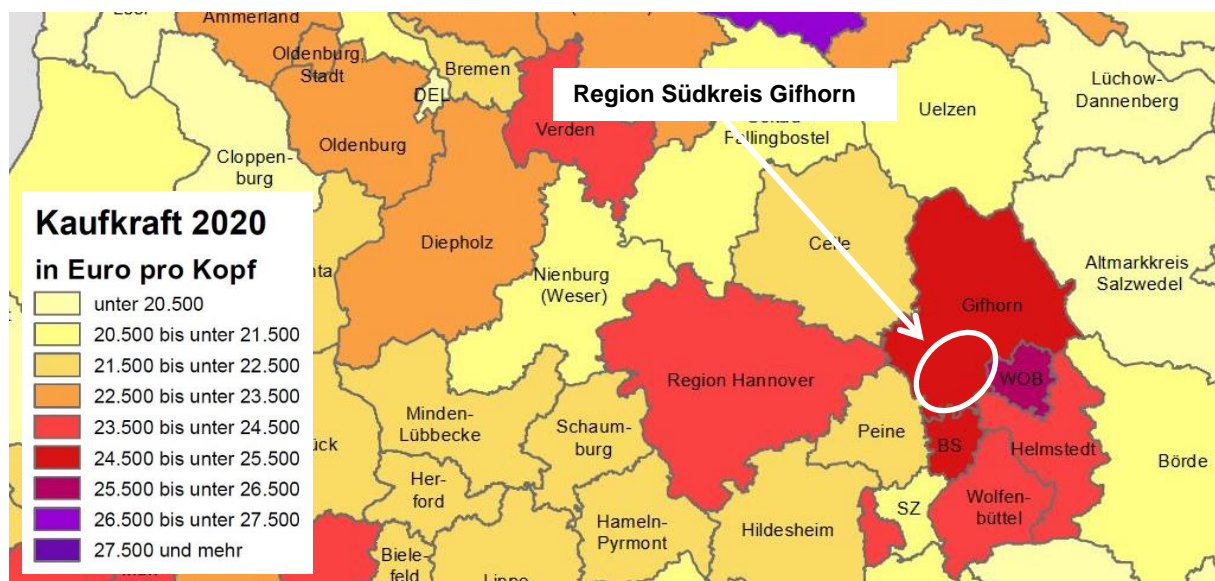 Ammerland
Oldenburg,
Stadt
Bremen
DEL
Oldenburg
Verden
Region Südkreis Gifhorn
Fallingbostel
Uelzen
Lüchow-
Dannenberg
Cloppen-
burg
Diepholz
Nienburg
(Weser)
Celle
Altmarkkreis
Salzwedel
Gifhorn
Region Hannover
WOB
Minden-
Lübbecke
Schaum-
burg
Peine
BS
Helmstedt
Börde
Her-
ford
Hameln-
Pyrmont
Hildesheim
SZ
Wolfen-
büttel
Biele-
feld
Lippe
Kaufkraft 2020
in Euro pro Kopf
unter 20.500
20.500 bis unter 21.500
21.500 bis unter 22.500
22.500 bis unter 23.500
23.500 bis unter 24.500
24.500 bis unter 25.500
25.500 bis unter 26.500
26.500 bis unter 27.500
27.500 und mehr